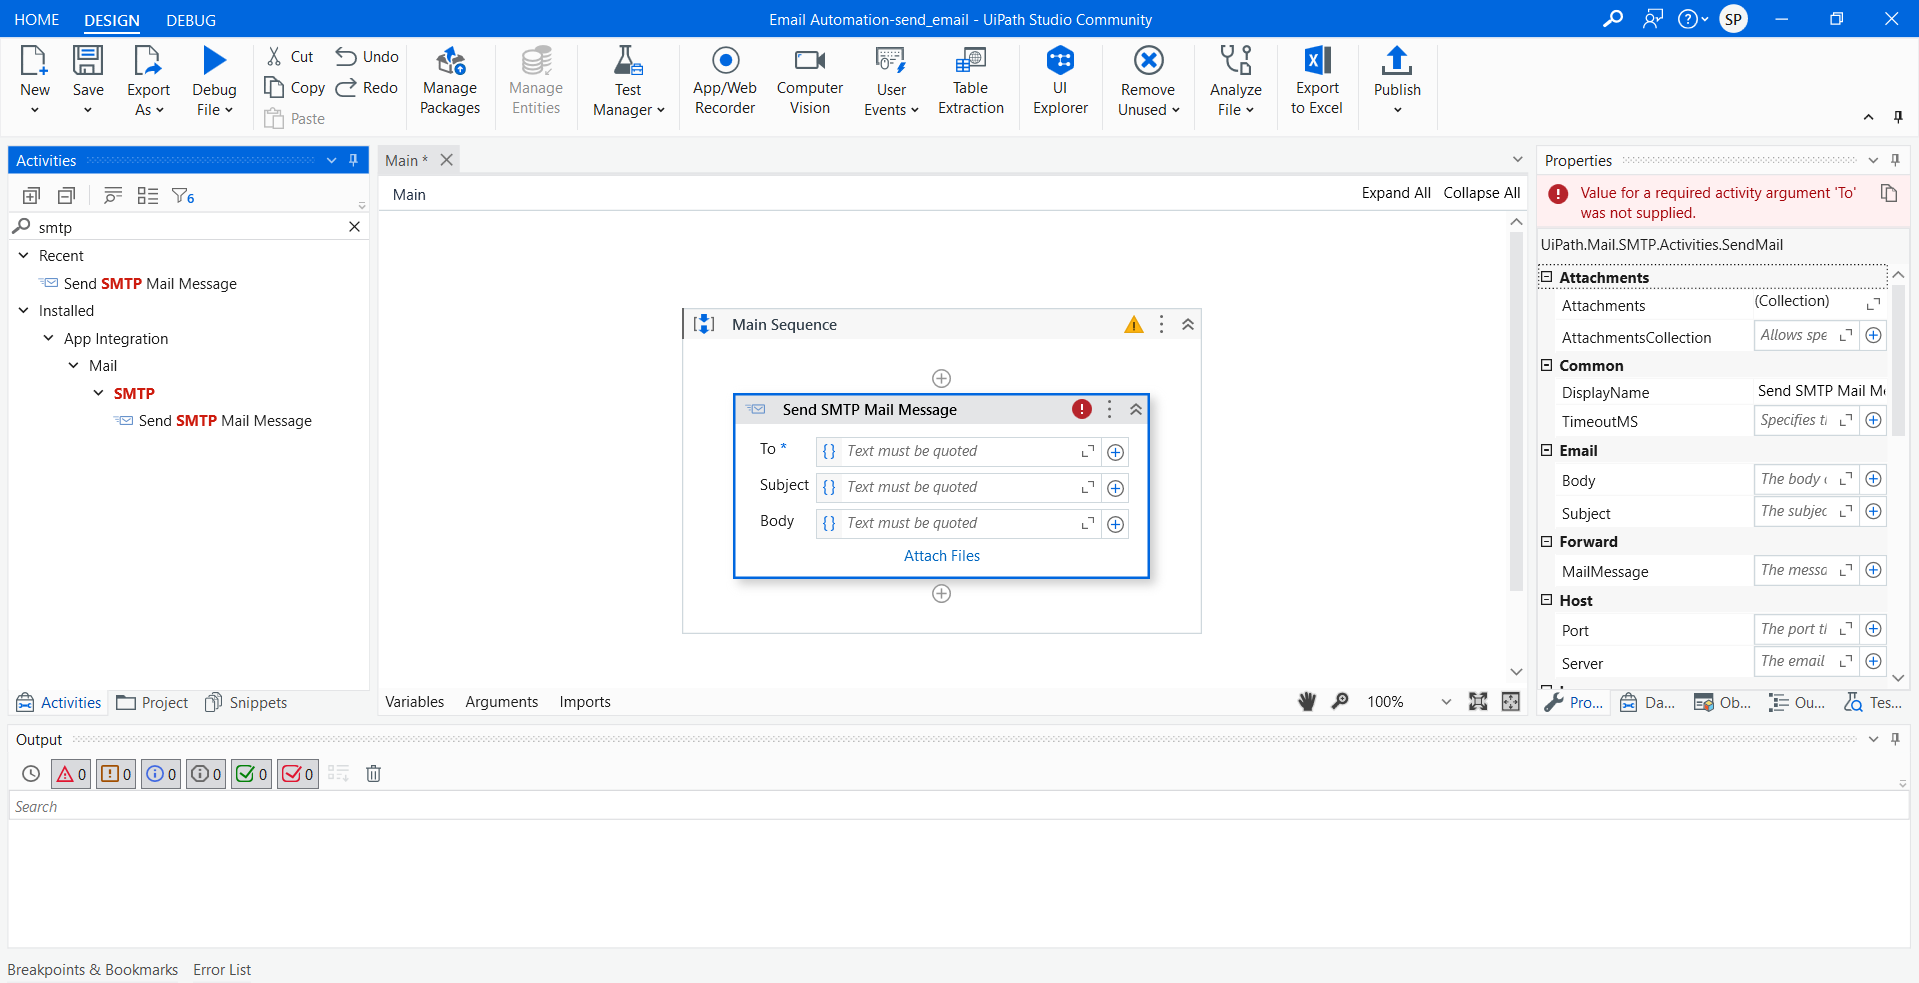 HOME DESIGN DEBUG
Email Automation-send_email - UiPath Studio Community
SP
New
Save
Export As
Debug File
Cut
Copy
Paste
Undo
Redo
Manage Packages
Manage Entities
Test Manager
App/Web Recorder
Computer Vision
User Events
Table Extraction
UI Explorer
Remove Unused
Analyze File
Export to Excel
Publish
Activities
6
smtp
Recent
Send SMTP Mail Message
Installed
App Integration
Mail
SMTP
Send SMTP Mail Message
Activities Project Snippets
Main *
Main
Expand All Collapse All
Main Sequence
Send SMTP Mail Message
To * Text must be quoted
Subject Text must be quoted
Body Text must be quoted
Attach Files
Variables Arguments Imports
100%
Properties
Value for a required activity argument 'To'
was not supplied.
UiPath.Mail.SMTP.Activities.SendMail
Attachments
Attachments (Collection)
AttachmentsCollection Allows spe
Common
DisplayName Send SMTP Mail M
TimeoutMS Specifies t
Email
Body The body
Subject The subjec
Forward
MailMessage The messa
Host
Port The port t
Server The email
Pro... Da... Ob... Ou... Tes...
Output
0 0 0 0 0 0
Search
Breakpoints & Bookmarks Error List